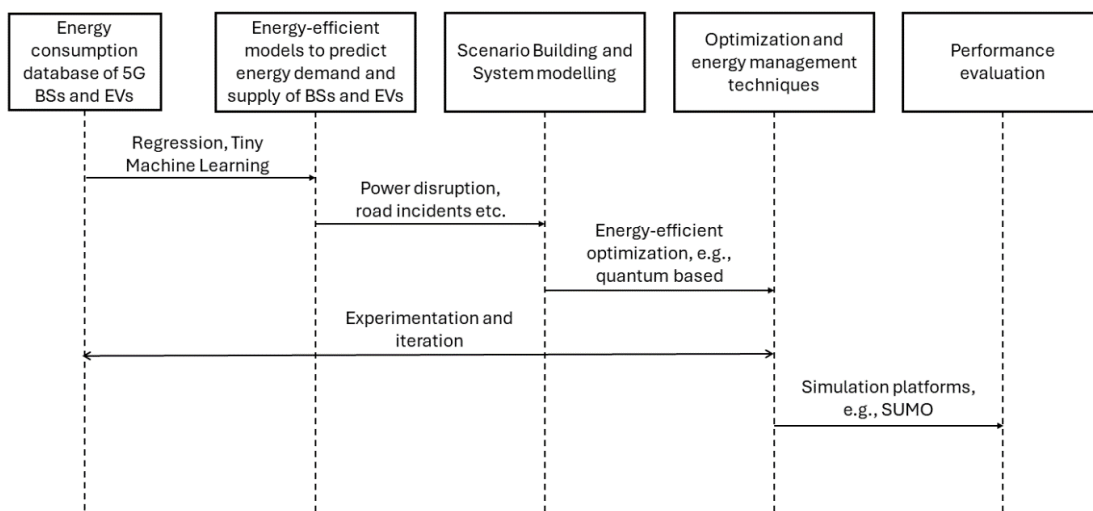 Energy
consumption
database of 5G
BSs and EVs
Energy-efficient
models to predict
energy demand and
supply of BSs and EVs
Scenario Building and
System modelling
Optimization and
energy management
techniques
Performance
evaluation
Regression, Tiny
Machine Learning
Power disruption,
road incidents etc.
Energy-efficient
optimization, e.g.,
quantum based
Experimentation and
iteration
Simulation platforms,
e.g., SUMO